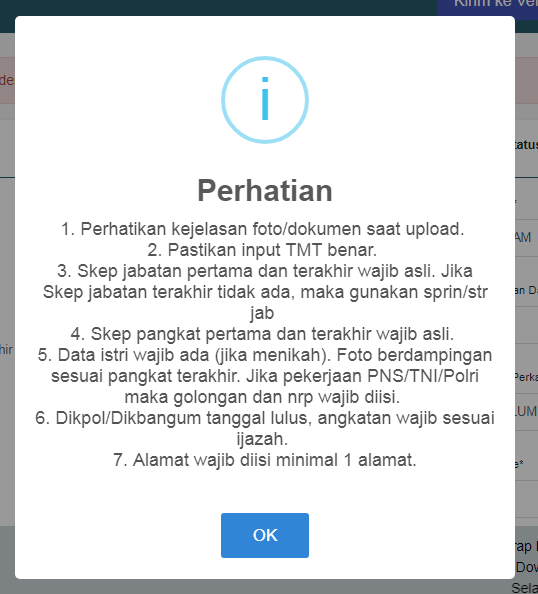 Kirim ke Ver
i
Perhatian
1. Perhatikan kejelasan foto/dokumen saat upload.
2. Pastikan input TMT benar.
3. Skep jabatan pertama dan terakhir wajib asli. Jika
Skep jabatan terakhir tidak ada, maka gunakan sprin/str
jab
4. Skep pangkat pertama dan terakhir wajib asli.
5. Data istri wajib ada (jika menikah). Foto berdampingan
sesuai pangkat terakhir. Jika pekerjaan PNS/TNI/Polri
maka golongan dan nrp wajib diisi.
6. Dikpol/Dikbangum tanggal lulus, angkatan wajib sesuai
ijazah.
7. Alamat wajib diisi minimal 1 alamat.
OK
de
hir
tatus
AM
an Da
Perka
LUM
e*
rap
Dow
Sela